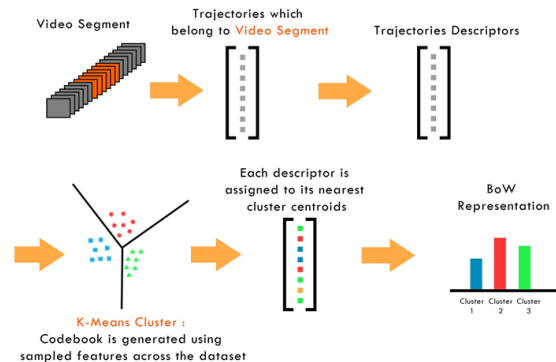 Video Segment
Trajectories which
belong to Video Segment
Trajectories Descriptors
Each descriptor is
assigned to its nearest
cluster centroids
BoW
Representation
Cluster
1
Cluster
2
Cluster
3
K-Means Cluster :
Codebook is generated using
sampled features across the dataset